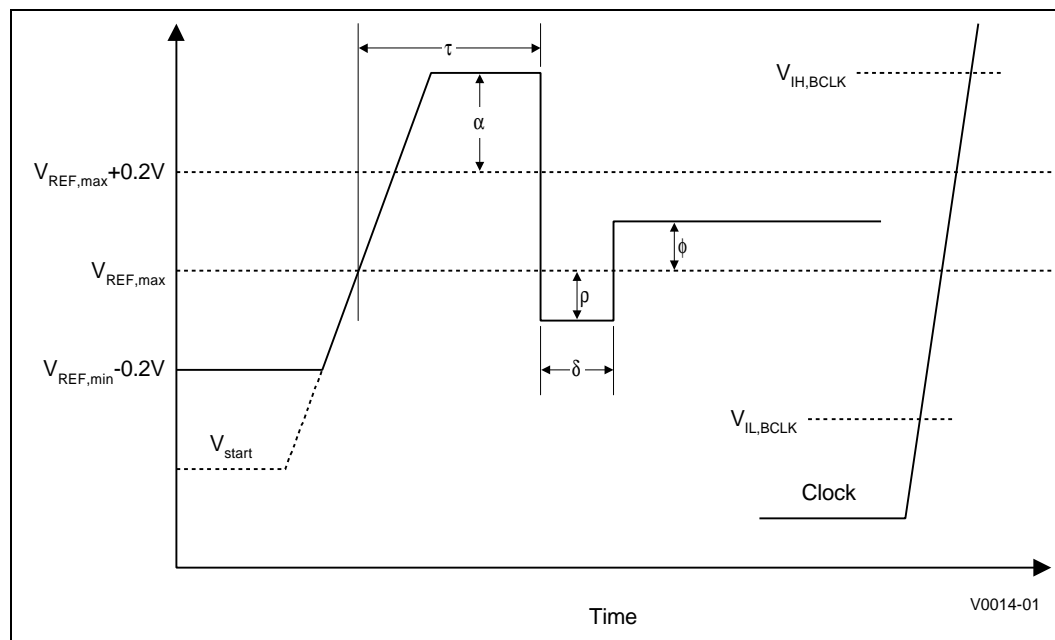 τ
V_IH,BCLK
α
V_REF,max+0.2V
ϕ
V_REF,max
ρ
V_REF,min-0.2V
δ
V_IL,BCLK
V_start
Clock
V0014-01
Time